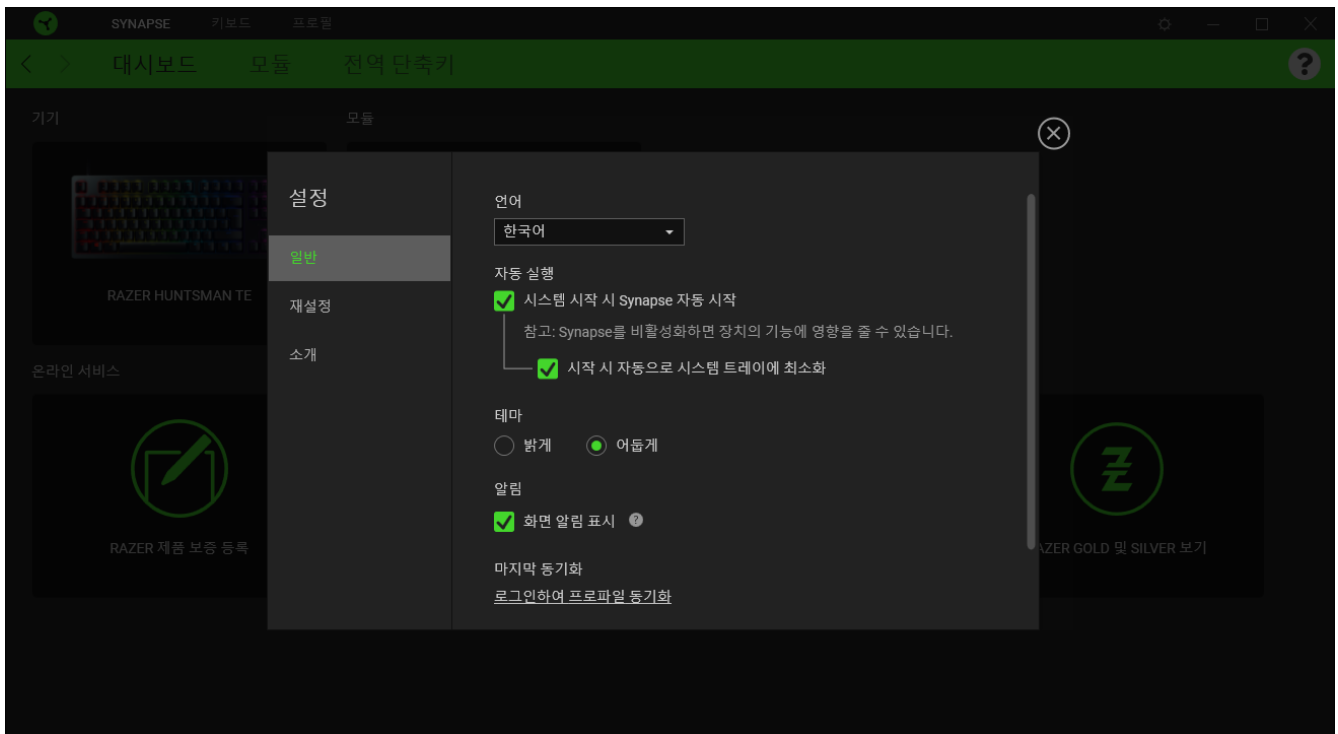 SYNAPSE 키보드 프로필
대시보드 모듈 전역 단축키
기기 모듈
RAZER HUNTSMAN TE
온라인 서비스
RAZER 제품 보증 등록
AZER GOLD 및 SILVER 보기
설정
일반
재설정
소개
언어
한국어
자동 실행
시스템 시작 시 Synapse 자동 시작
참고: Synapse를 비활성화하면 장치의 기능에 영향을 줄 수 있습니다.
시작 시 자동으로 시스템 트레이에 최소화
테마
밝게 어둡게
알림
화면 알림 표시 ?
마지막 동기화
로그인하여 프로파일 동기화